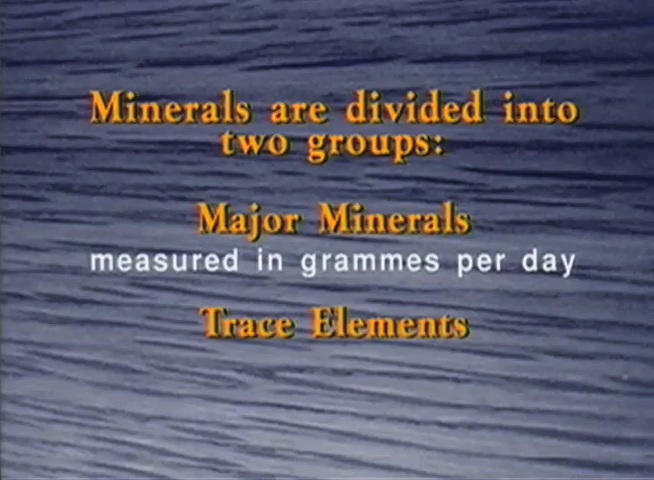 Minerals are divided into
two groups:
Major Minerals
measured in grammes per day
Trace Elements